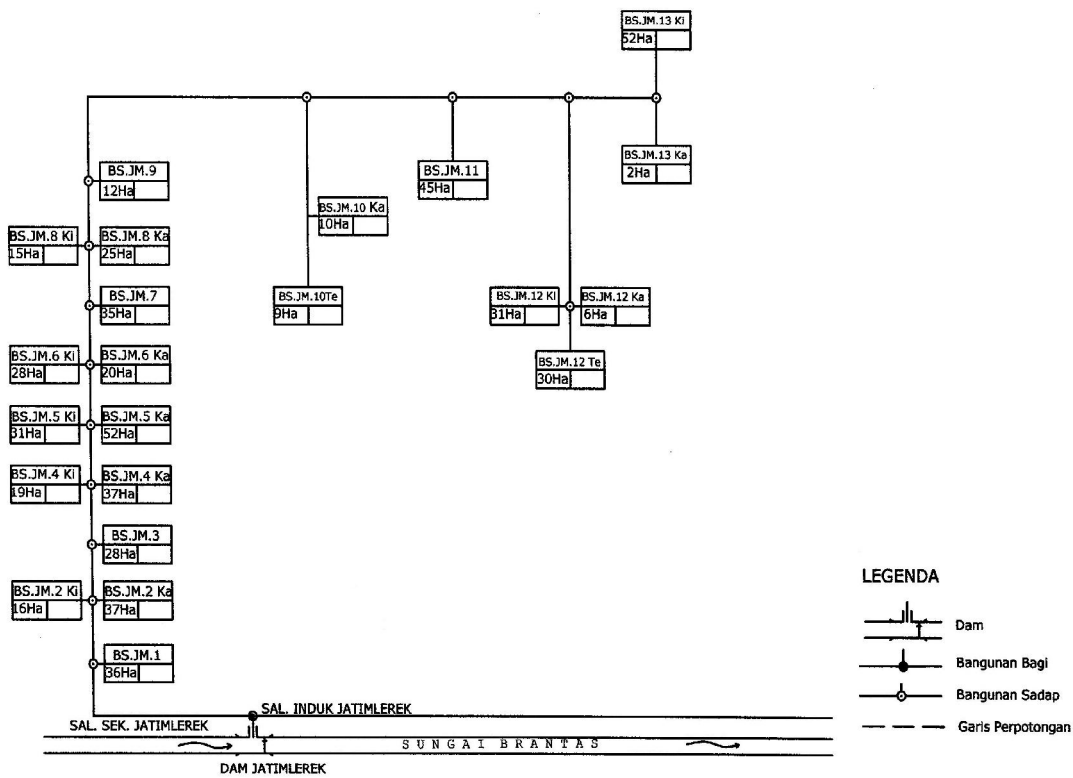 BS.JM.13 Ki
52Ha
BS.JM.9
12Ha
BS.JM.11
45Ha
BS.JM.13 Ka
2Ha
BS.JM.10 Ka
10Ha
BS.JM.8 Ki
15Ha
BS.JM.8 Ka
25Ha
BS.JM.7
35Ha
BS.JM.10Te
9Ha
BS.JM.12 Ki
31Ha
BS.JM.12 Ka
6Ha
BS.JM.6 Ki
28Ha
BS.JM.6 Ka
20Ha
BS.JM.12 Te
30Ha
BS.JM.5 Ki
31Ha
BS.JM.5 Ka
52Ha
BS.JM.4 Ki
19Ha
BS.JM.4 Ka
37Ha
BS.JM.3
28Ha
BS.JM.2 Ki
16Ha
BS.JM.2 Ka
37Ha
BS.JM.1
36Ha
SAL. INDUK JATIMLEREK
SAL. SEK. JATIMLEREK
SUNGAI BRANTAS
DAM JATIMLEREK
LEGENDA
Dam
Bangunan Bagi
Bangunan Sadap
Garis Perpotongan